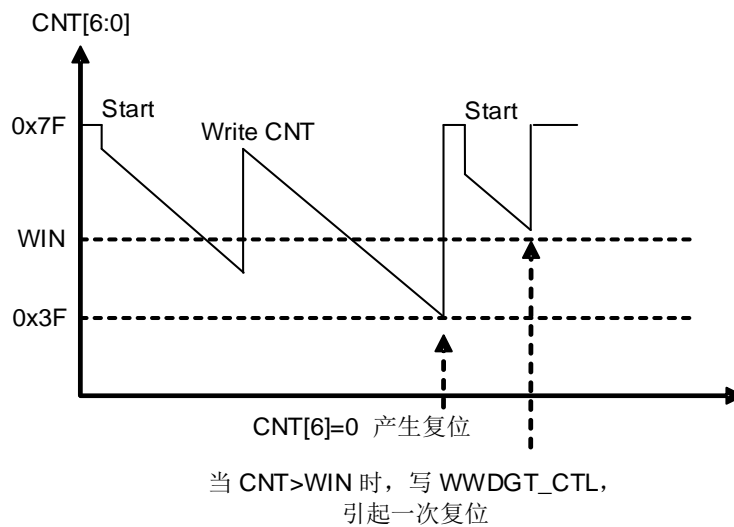 CNT[6:0]
0x7F
Start
Write CNT
Start
WIN
0x3F
CNT[6]=0 产生复位
当 CNT>WIN 时，写 WWDGT_CTL，
引起一次复位